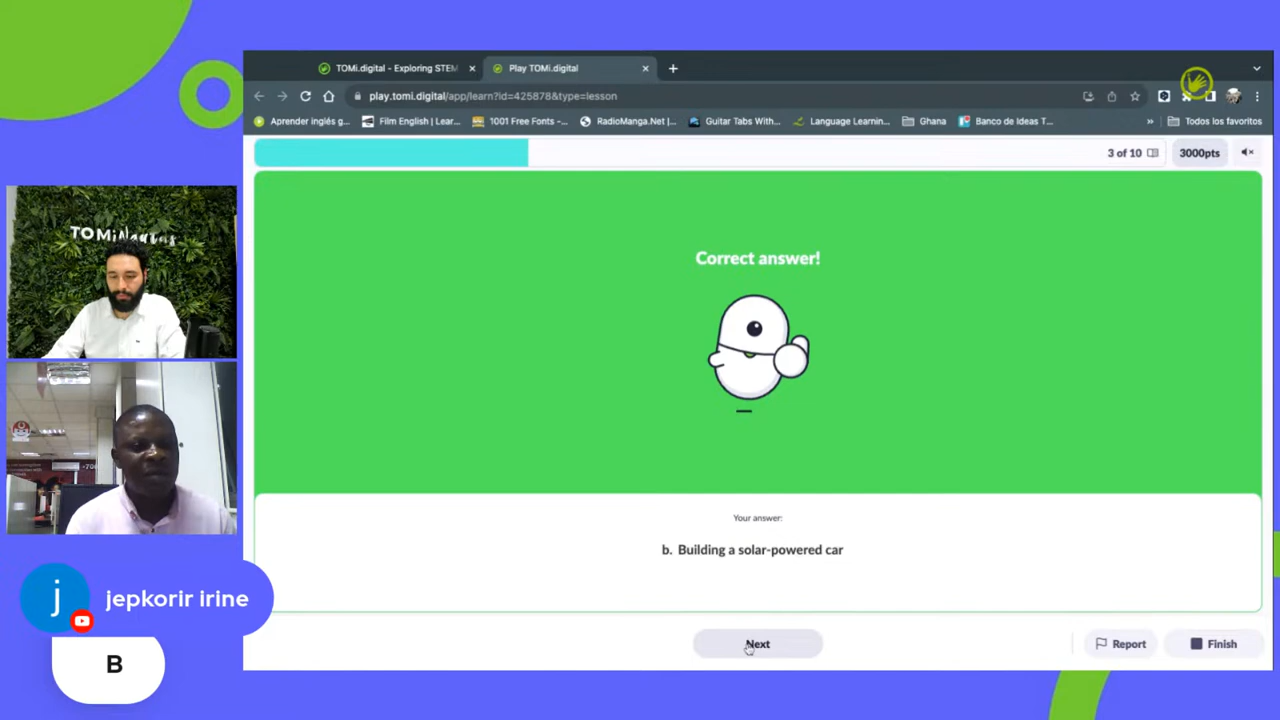 TOMi.digital - Exploring STEM
Play TOMi.digital
play.tomi.digital/app/learn?id=425878&type=lesson
Aprender inglés g...
Film English | Lear...
1001 Free Fonts -...
RadioManga.Net |...
Guitar Tabs With...
Language Learnin...
Ghana
Banco de Ideas T...
»
Todos los favoritos
3 of 10
3000pts
Correct answer!
Your answer:
b. Building a solar-powered car
Next
Report
Finish
TOMiNautas
j
jepkorir irine
B